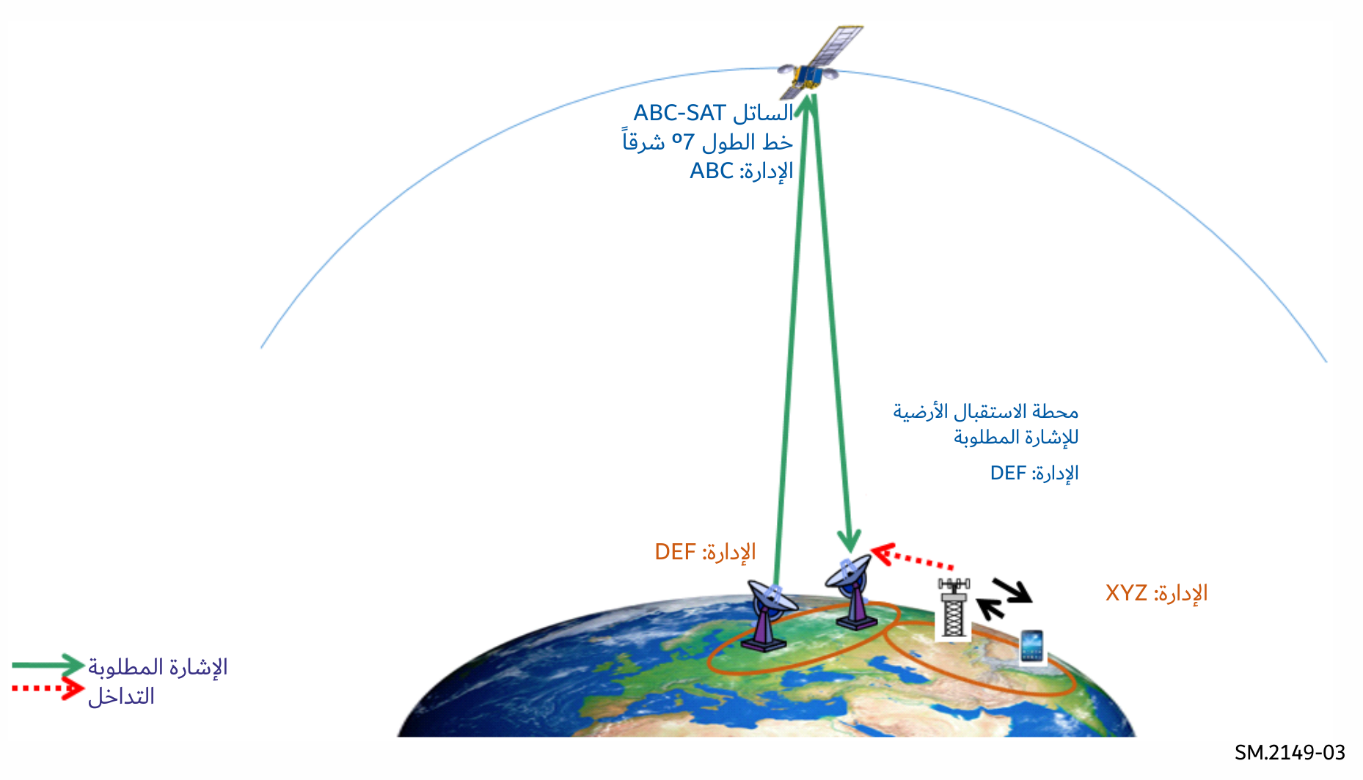 الساتل ABC-SAT
خط الطول 7º شرقاً
الإدارة: ABC
محطة الاستقبال الأرضية
للإشارة المطلوبة
الإدارة: DEF
الإدارة: DEF
الإدارة: XYZ
الإشارة المطلوبة
التداخل
SM.2149-03